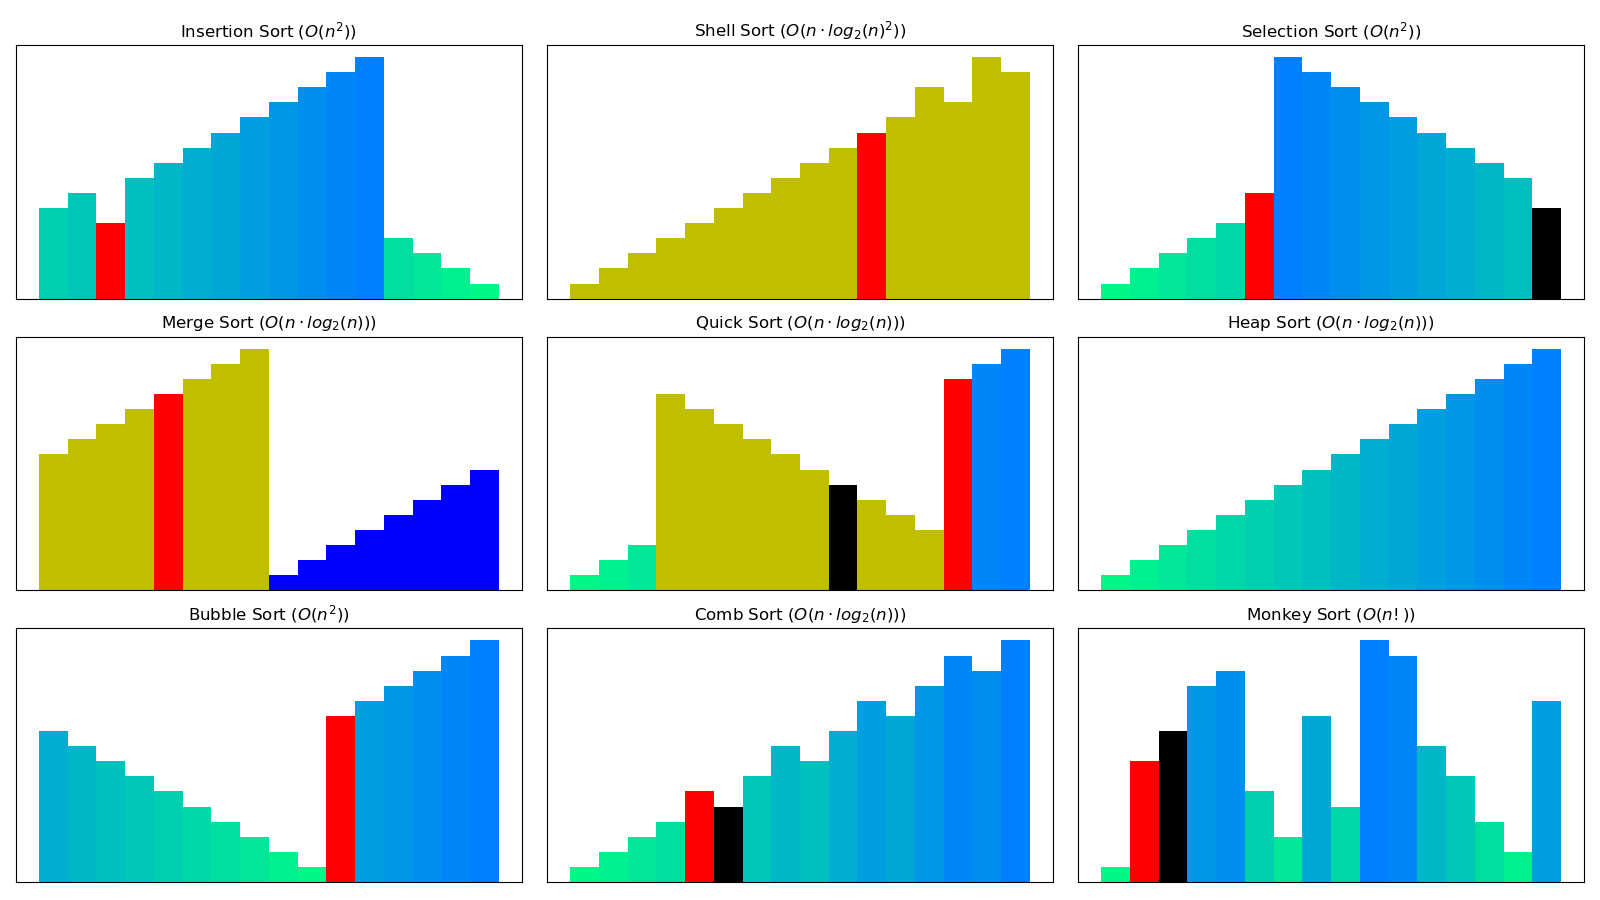 Insertion Sort (O(n²))
Shell Sort (O(n · log₂(n)²))
Selection Sort (O(n²))
Merge Sort (O(n · log₂(n)))
Quick Sort (O(n · log₂(n)))
Heap Sort (O(n · log₂(n)))
Bubble Sort (O(n²))
Comb Sort (O(n · log₂(n)))
Monkey Sort (O(n!))